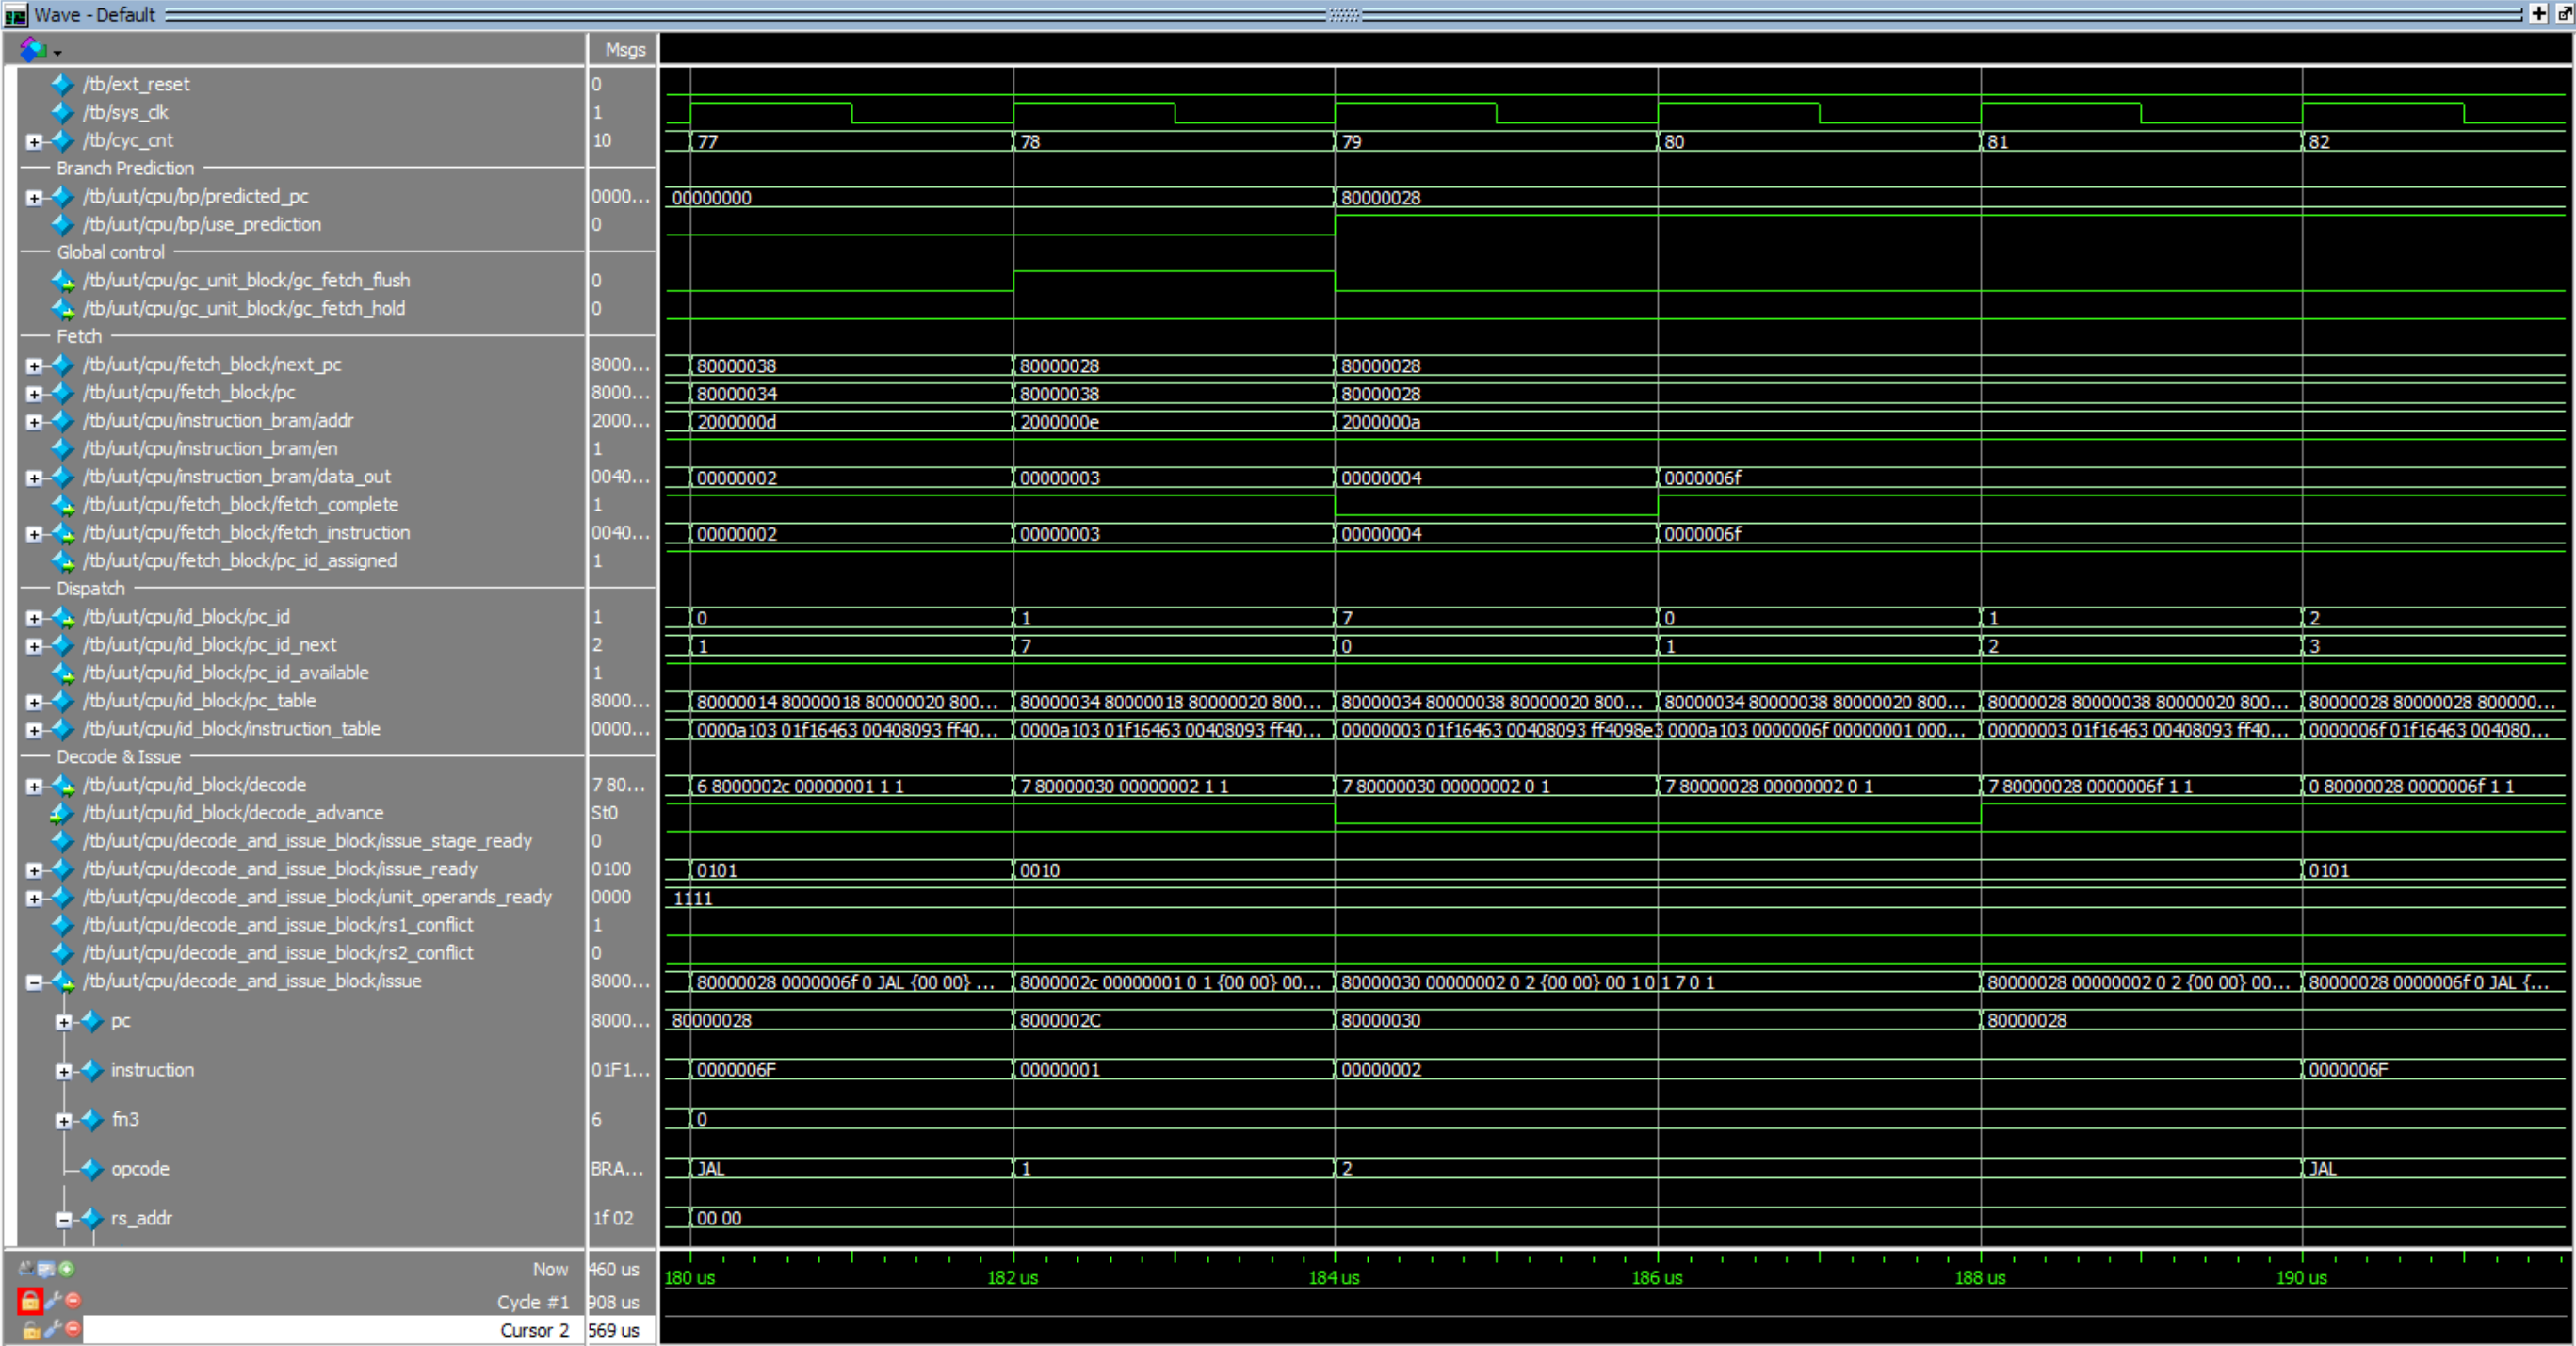 Wave - Default
Msgs
/tb/ext_reset 0
/tb/sys_clk 1
/tb/cyc_cnt 10 77 78 79 80 81 82
Branch Prediction
/tb/uut/cpu/bp/predicted_pc 0000... 00000000 80000028
/tb/uut/cpu/bp/use_prediction 0
Global control
/tb/uut/cpu/gc_unit_block/gc_fetch_flush 0
/tb/uut/cpu/gc_unit_block/gc_fetch_hold 0
Fetch
/tb/uut/cpu/fetch_block/next_pc 8000... 80000038 80000028 80000028
/tb/uut/cpu/fetch_block/pc 8000... 80000034 80000038 80000028
/tb/uut/cpu/instruction_bram/addr 2000... 2000000d 2000000e 2000000a
/tb/uut/cpu/instruction_bram/en 1
/tb/uut/cpu/instruction_bram/data_out 0040... 00000002 00000003 00000004 0000006f
/tb/uut/cpu/fetch_block/fetch_complete 1
/tb/uut/cpu/fetch_block/fetch_instruction 0040... 00000002 00000003 00000004 0000006f
/tb/uut/cpu/fetch_block/pc_id_assigned 1
Dispatch
/tb/uut/cpu/id_block/pc_id 1 0 1 7 0 1 2
/tb/uut/cpu/id_block/pc_id_next 2 1 7 0 1 2 3
/tb/uut/cpu/id_block/pc_id_available 1
/tb/uut/cpu/id_block/pc_table 8000... 80000014 80000018 80000020 800... 80000034 80000018 80000020 800... 80000034 80000038 80000020 800... 80000034 80000038 80000020 800... 80000028 80000038 80000020 800... 80000028 80000028 800000...
/tb/uut/cpu/id_block/instruction_table 0000... 0000a103 01f16463 00408093 ff40... 0000a103 01f16463 00408093 ff40... 00000003 01f16463 00408093 ff4098e3 0000a103 0000006f 00000001 000... 00000003 01f16463 00408093 ff40... 0000006f 01f16463 004080...
Decode & Issue
/tb/uut/cpu/id_block/decode 7 80... 6 8000002c 00000001 1 1 7 80000030 00000002 1 1 7 80000030 00000002 0 1 7 80000028 00000002 0 1 7 80000028 0000006f 1 1 0 80000028 0000006f 1 1
/tb/uut/cpu/id_block/decode_advance St0
/tb/uut/cpu/decode_and_issue_block/issue_stage_ready 0
/tb/uut/cpu/decode_and_issue_block/issue_ready 0100 0101 0010 0101
/tb/uut/cpu/decode_and_issue_block/unit_operands_ready 0000 1111
/tb/uut/cpu/decode_and_issue_block/rs1_conflict 1
/tb/uut/cpu/decode_and_issue_block/rs2_conflict 0
/tb/uut/cpu/decode_and_issue_block/issue 8000... 80000028 0000006f 0 JAL {00 00} ... 8000002c 00000001 0 1 {00 00} 00... 80000030 00000002 0 2 {00 00} 00 1 0 1 7 0 1 80000028 00000002 0 2 {00 00} 00... 80000028 0000006f 0 JAL {...
pc 8000... 80000028 8000002C 80000030 80000028
instruction 01F1... 0000006F 00000001 00000002 0000006F
fn3 6 0
opcode BRA... JAL 1 2 JAL
rs_addr 1f 02 00 00
Now 460 us 180 us 182 us 184 us 186 us 188 us 190 us
Cycle #1 908 us
Cursor 2 569 us